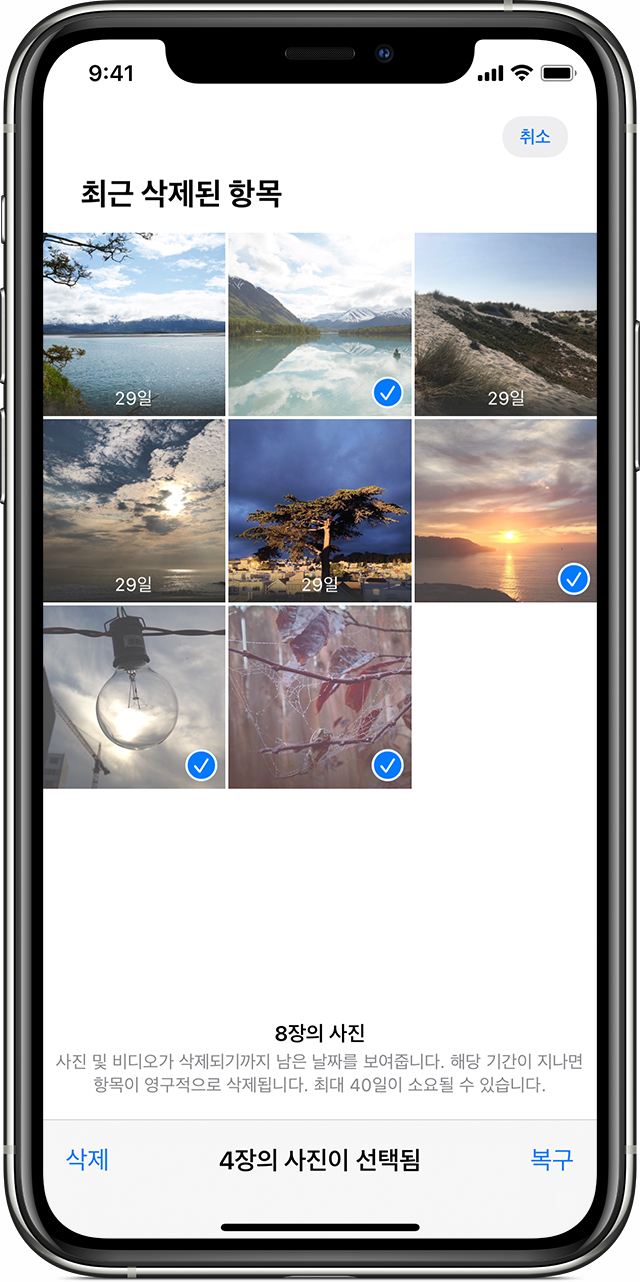 9:41
취소
최근 삭제된 항목
29일
29일
29일
29일
8장의 사진
사진 및 비디오가 삭제되기까지 남은 날짜를 보여줍니다. 해당 기간이 지나면
항목이 영구적으로 삭제됩니다. 최대 40일이 소요될 수 있습니다.
삭제
4장의 사진이 선택됨
복구